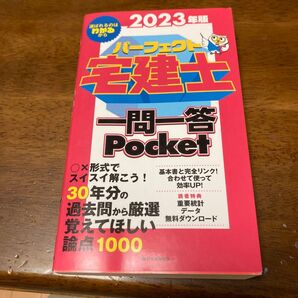 2023年版
選ばれるのは
わかる
から
パーフェクト
宅建士
一問一答
Pocket
○×形式で
スイスイ解こう!
30年分の
過去問から厳選
覚えてほしい
論点1000
基本書と完全リンク!
合わせて使って
効率UP!
読者特典
重要統計
データ
無料ダウンロード